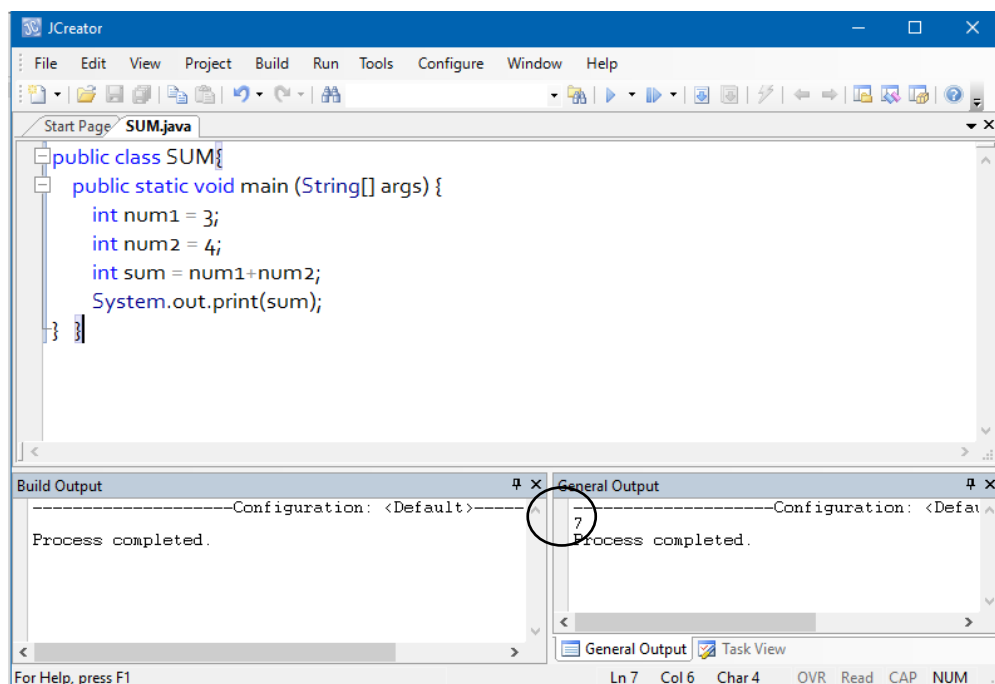 JCreator
File Edit View Project Build Run Tools Configure Window Help
Start Page SUM.java
public class SUM{
public static void main (String[] args) {
int num1 = 3;
int num2 = 4;
int sum = num1+num2;
System.out.print(sum);
} }
Build Output
--------------------Configuration: <Default>-----
Process completed.
General Output
--------------------Configuration: <Defau
7
Process completed.
General Output Task View
For Help, press F1 Ln 7 Col 6 Char 4 OVR Read CAP NUM